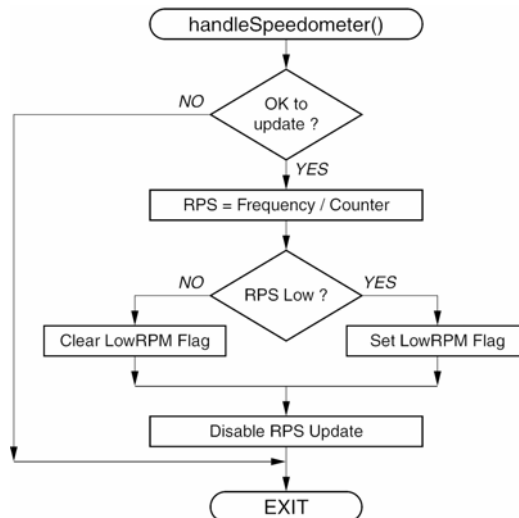 handleSpeedometer()
NO
OK to
update ?
YES
RPS = Frequency / Counter
NO
RPS Low ?
YES
Clear LowRPM Flag
Set LowRPM Flag
Disable RPS Update
EXIT